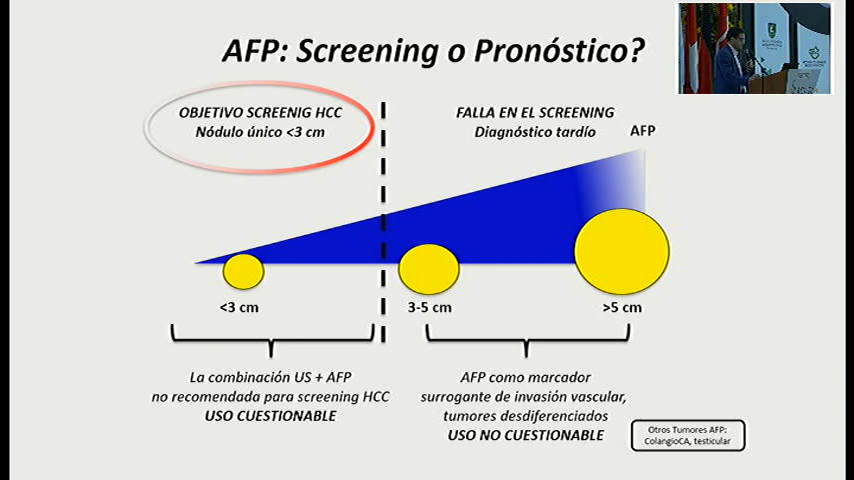 AFP: Screening o Pronóstico?
OBJETIVO SCREENIG HCC
Nódulo único <3 cm
FALLA EN EL SCREENING
Diagnóstico tardío
AFP
<3 cm
3-5 cm
>5 cm
La combinación US + AFP
no recomendada para screening HCC
USO CUESTIONABLE
AFP como marcador
surrogante de invasión vascular,
tumores desdiferenciados
USO NO CUESTIONABLE
Otros Tumores AFP:
ColangioCA, testicular